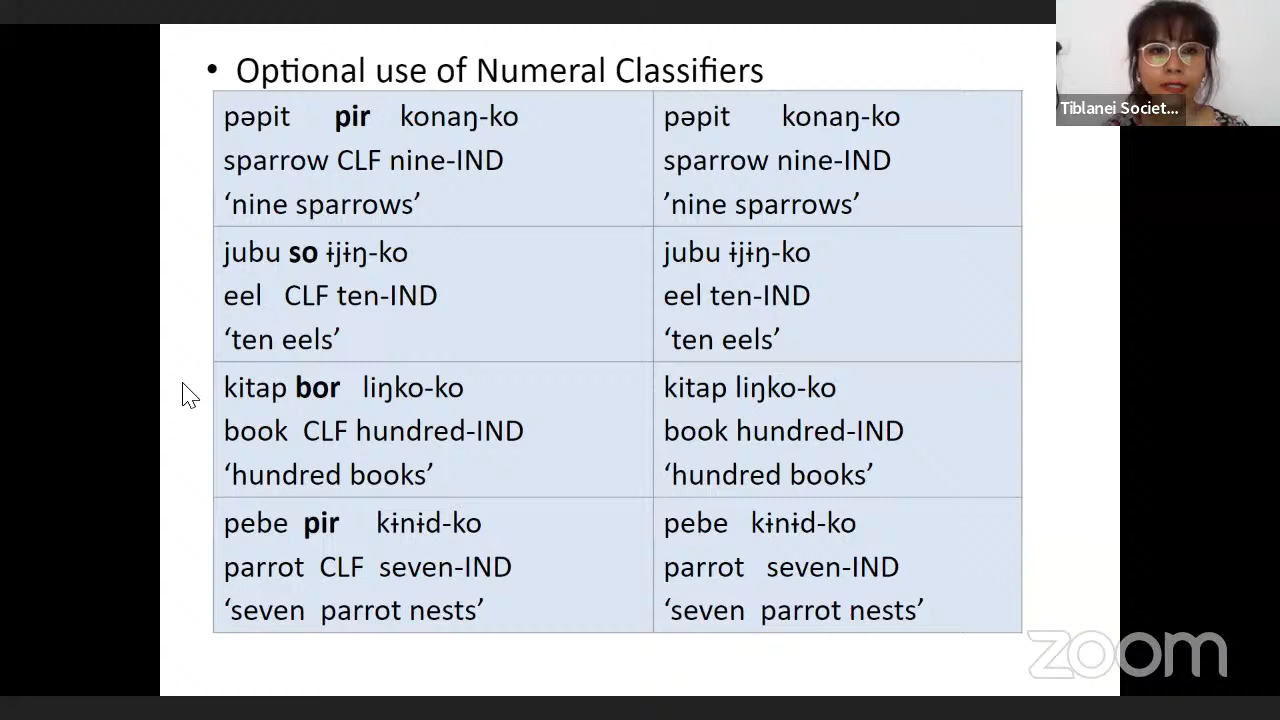 • Optional use of Numeral Classifiers
pəpit pir konaŋ-ko
sparrow CLF nine-IND
‘nine sparrows’
pəpit konaŋ-ko
sparrow nine-IND
’nine sparrows’
jubu so ɨjɨŋ-ko
eel CLF ten-IND
‘ten eels’
jubu ɨjɨŋ-ko
eel ten-IND
‘ten eels’
kitap bor liŋko-ko
book CLF hundred-IND
‘hundred books’
kitap liŋko-ko
book hundred-IND
‘hundred books’
pebe pir kɨnɨd-ko
parrot CLF seven-IND
‘seven parrot nests’
pebe kɨnɨd-ko
parrot seven-IND
‘seven parrot nests’
Tiblanei Societ...
zoom